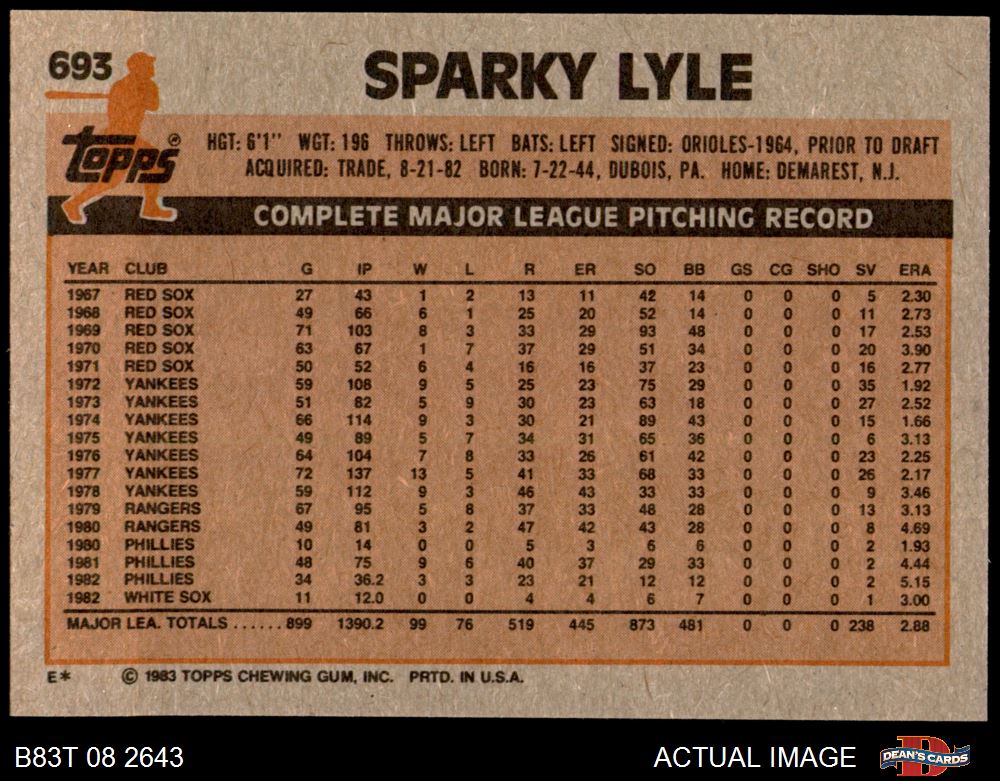 693
SPARKY LYLE
TOPPS®
HGT: 6'1" WGT: 196 THROWS: LEFT BATS: LEFT SIGNED: ORIOLES-1964, PRIOR TO DRAFT
ACQUIRED: TRADE, 8-21-82 BORN: 7-22-44, DUBOIS, PA. HOME: DEMAREST, N.J.
COMPLETE MAJOR LEAGUE PITCHING RECORD
YEAR CLUB G IP W L R ER SO BB GS CG SHO SV ERA
1967 RED SOX 27 43 1 2 13 11 42 14 0 0 0 5 2.30
1968 RED SOX 49 66 6 1 25 20 52 14 0 0 0 11 2.73
1969 RED SOX 71 103 8 3 33 29 93 48 0 0 0 17 2.53
1970 RED SOX 63 67 1 7 37 29 51 34 0 0 0 20 3.90
1971 RED SOX 50 52 6 4 16 16 37 23 0 0 0 16 2.77
1972 YANKEES 59 108 9 5 25 23 75 29 0 0 0 35 1.92
1973 YANKEES 51 82 5 9 30 23 63 18 0 0 0 27 2.52
1974 YANKEES 66 114 9 3 30 21 89 43 0 0 0 15 1.66
1975 YANKEES 49 89 5 7 34 31 65 36 0 0 0 6 3.13
1976 YANKEES 64 104 7 8 33 26 61 42 0 0 0 23 2.25
1977 YANKEES 72 137 13 5 41 33 68 33 0 0 0 26 2.17
1978 YANKEES 59 112 9 3 46 43 33 33 0 0 0 9 3.46
1979 RANGERS 67 95 5 8 37 33 48 28 0 0 0 13 3.13
1980 RANGERS 49 81 3 2 47 42 43 28 0 0 0 8 4.69
1980 PHILLIES 10 14 0 0 5 3 6 6 0 0 0 2 1.93
1981 PHILLIES 48 75 9 6 40 37 29 33 0 0 0 2 4.44
1982 PHILLIES 34 36.2 3 3 23 21 12 12 0 0 0 2 5.15
1982 WHITE SOX 11 12.0 0 0 4 4 6 7 0 0 0 1 3.00
MAJOR LEA. TOTALS ...... 899 1390.2 99 76 519 445 873 481 0 0 0 238 2.88
E* © 1983 TOPPS CHEWING GUM, INC. PRTD. IN U.S.A.
B83T 08 2643 ACTUAL IMAGE DEAN'S CARDS